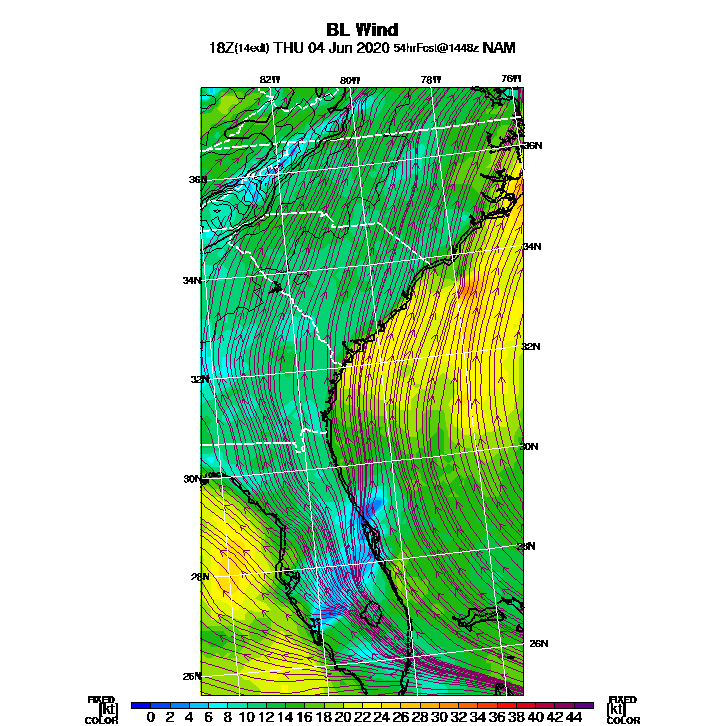 BL Wind
18Z(14edt) THU 04 Jun 2020 54hrFcst@1448z NAM
82W 80W 78W 76W
36N
36N
34N
34N
32N
32N
30N
30N
28N
28N
26N
26N
FIXED FIXED
[kt] 0 2 4 6 8 10 12 14 16 18 20 22 24 26 28 30 32 34 36 38 40 42 44 [kt]
COLOR COLOR